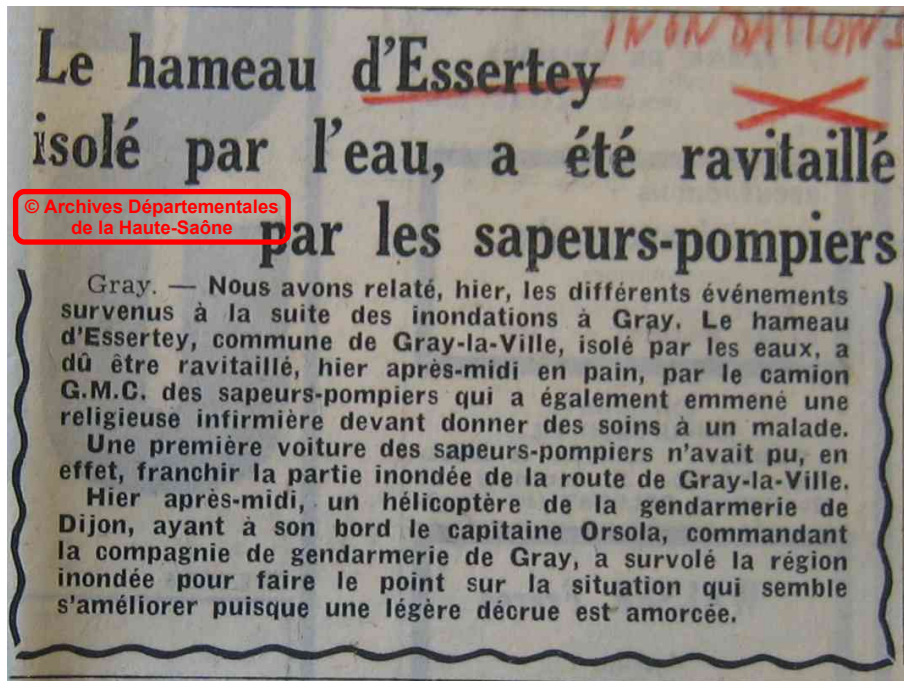 INONDATIONS
Le hameau d'Essertey
isolé par l'eau, a été ravitaillé
par les sapeurs-pompiers
© Archives Départementales
de la Haute-Saône
Gray. — Nous avons relaté, hier, les différents événements
survenus à la suite des inondations à Gray. Le hameau
d'Essertey, commune de Gray-la-Ville, isolé par les eaux, a
dû être ravitaillé, hier après-midi en pain, par le camion
G.M.C. des sapeurs-pompiers qui a également emmené une
religieuse infirmière devant donner des soins à un malade.
Une première voiture des sapeurs-pompiers n'avait pu, en
effet, franchir la partie inondée de la route de Gray-la-Ville.
Hier après-midi, un hélicoptère de la gendarmerie de
Dijon, ayant à son bord le capitaine Orsola, commandant
la compagnie de gendarmerie de Gray, a survolé la région
inondée pour faire le point sur la situation qui semble
s'améliorer puisque une légère décrue est amorcée.